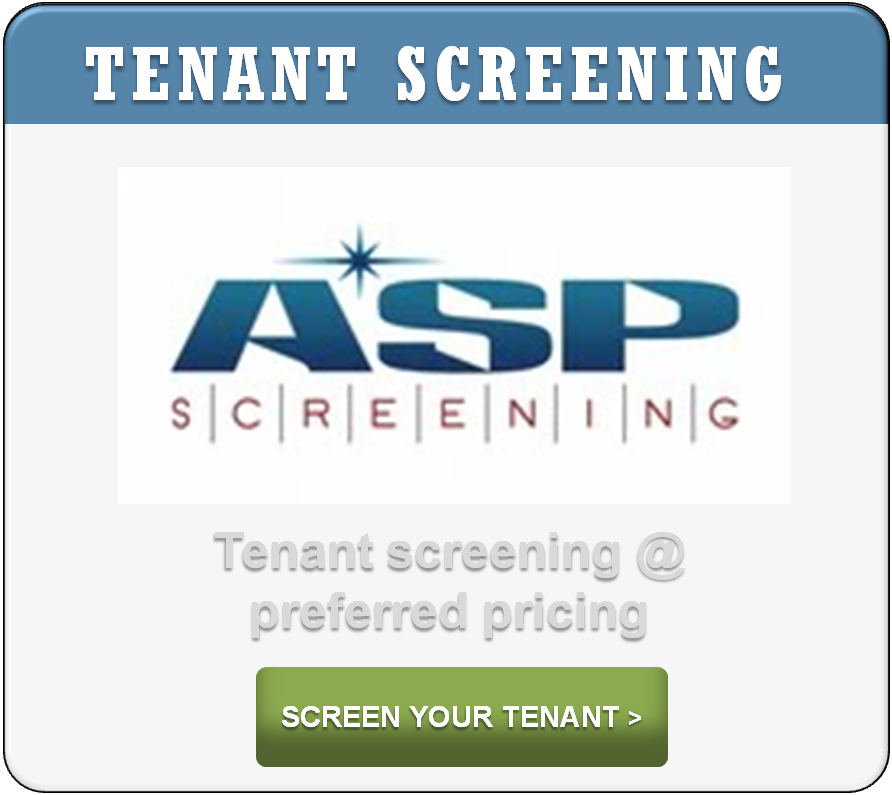 TENANT SCREENING
ASP
SCREENING
Tenant screening @
preferred pricing
SCREEN YOUR TENANT >